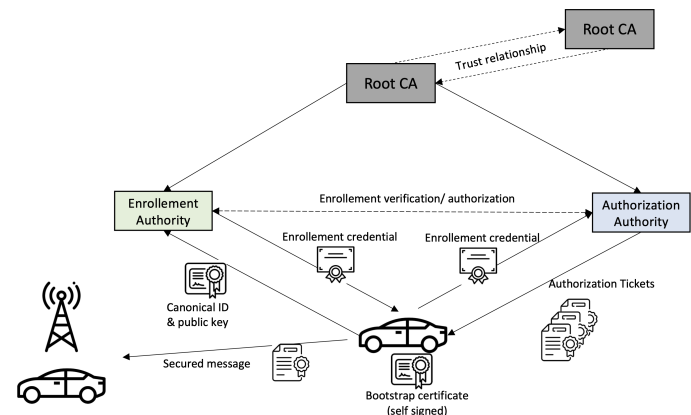 Root CA
Trust relationship
Root CA
Enrollement
Authority
Enrollement verification/ authorization
Authorization
Authority
Enrollement credential
Enrollement credential
Canonical ID
& public key
Authorization Tickets
Secured message
Bootstrap certificate
(self signed)